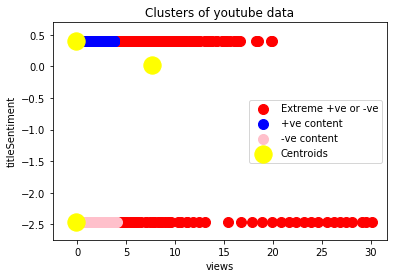 Clusters of youtube data
titleSentiment
0.5
0.0
−0.5
−1.0
−1.5
−2.0
−2.5
Extreme +ve or -ve
+ve content
-ve content
Centroids
0
5
10
15
20
25
30
views